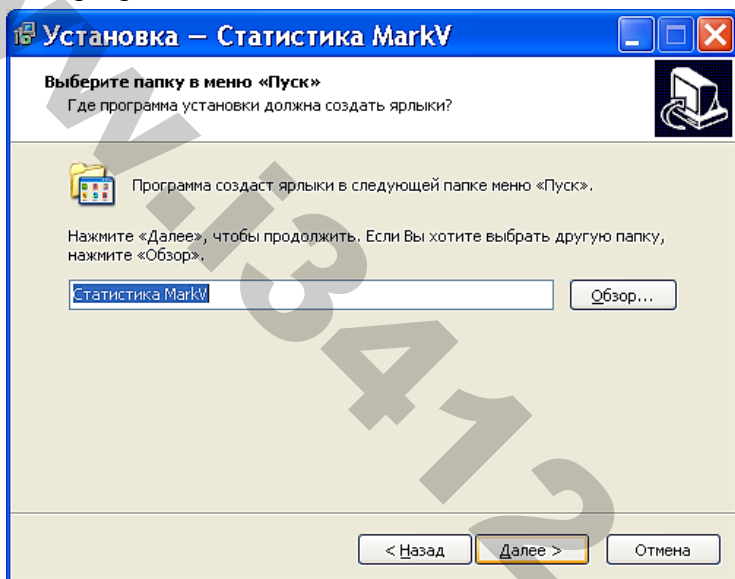 Установка — Статистика MarkV
Выберите папку в меню «Пуск»
Где программа установки должна создать ярлыки?
Программа создаст ярлыки в следующей папке меню «Пуск».
Нажмите «Далее», чтобы продолжить. Если Вы хотите выбрать другую папку,
нажмите «Обзор».
Статистика MarkV
Обзор...
< Назад
Далее >
Отмена
w.i3412